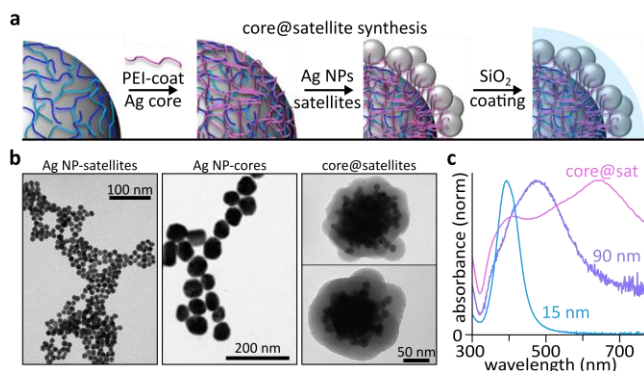 a
core@satellite synthesis
PEI-coat
Ag core
Ag NPs
satellites
SiO2
coating
b
Ag NP-satellites
Ag NP-cores
core@satellites
100 nm
200 nm
50 nm
c
core@sat
90 nm
15 nm
absorbance (norm)
300
500
700
wavelength (nm)